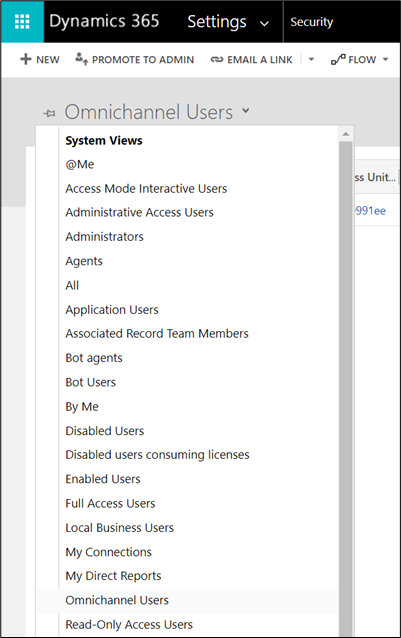 Dynamics 365 Settings Security
NEW PROMOTE TO ADMIN EMAIL A LINK FLOW
Omnichannel Users
ss Unit...
991ee
System Views
@Me
Access Mode Interactive Users
Administrative Access Users
Administrators
Agents
All
Application Users
Associated Record Team Members
Bot agents
Bot Users
By Me
Disabled Users
Disabled users consuming licenses
Enabled Users
Full Access Users
Local Business Users
My Connections
My Direct Reports
Omnichannel Users
Read-Only Access Users